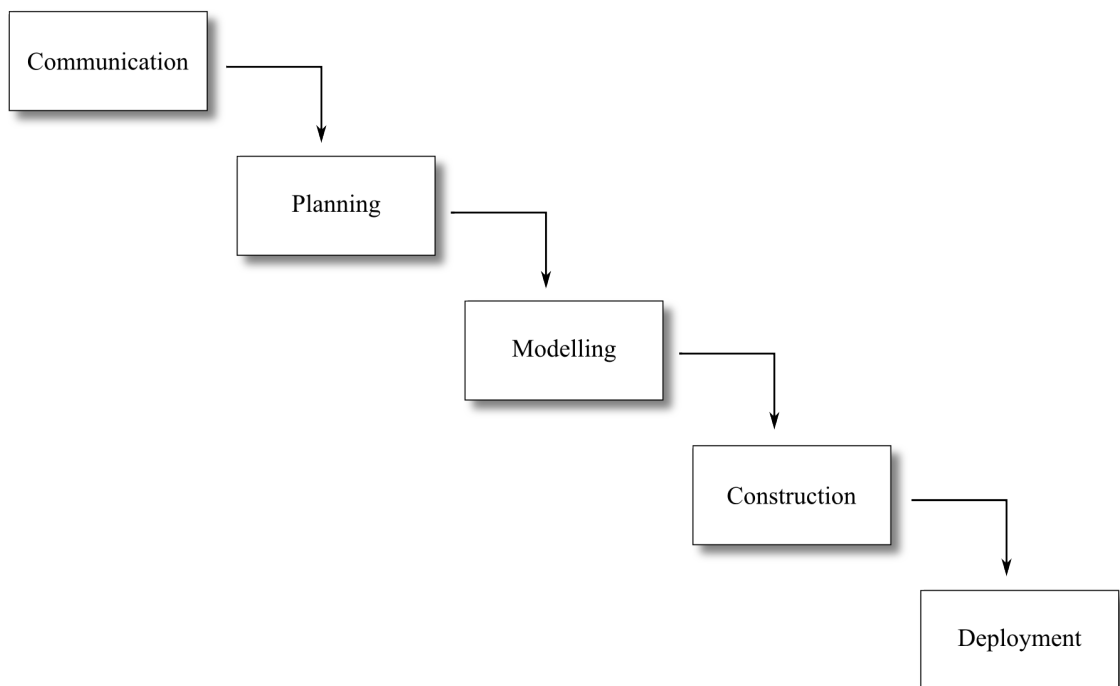 Communication
Planning
Modelling
Construction
Deployment